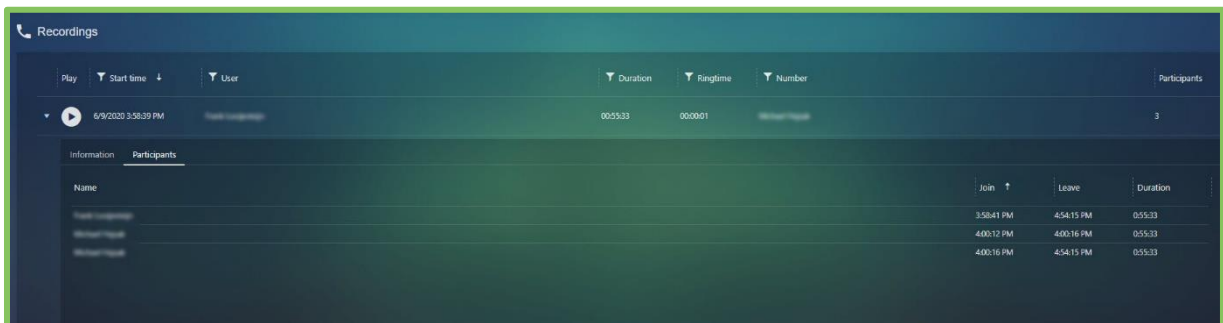 Recordings
Play Start time ↓ User Duration Ringtime Number Participants
6/9/2020 3:58:39 PM 00:55:33 00:00:01 3
Information Participants
Name Join ↑ Leave Duration
3:58:41 PM 4:54:15 PM 0:55:33
4:00:12 PM 4:00:16 PM 0:55:33
4:00:16 PM 4:54:15 PM 0:55:33